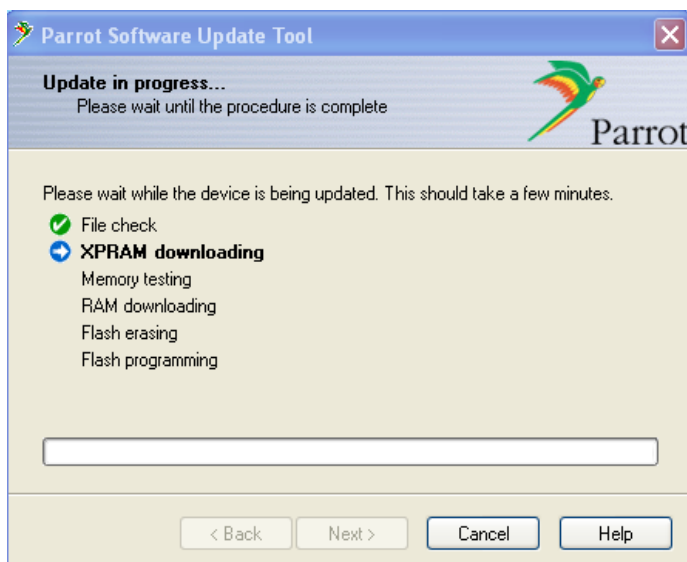 Parrot Software Update Tool
Update in progress...
Please wait until the procedure is complete
Parrot
Please wait while the device is being updated. This should take a few minutes.
File check
XPRAM downloading
Memory testing
RAM downloading
Flash erasing
Flash programming
< Back Next > Cancel Help